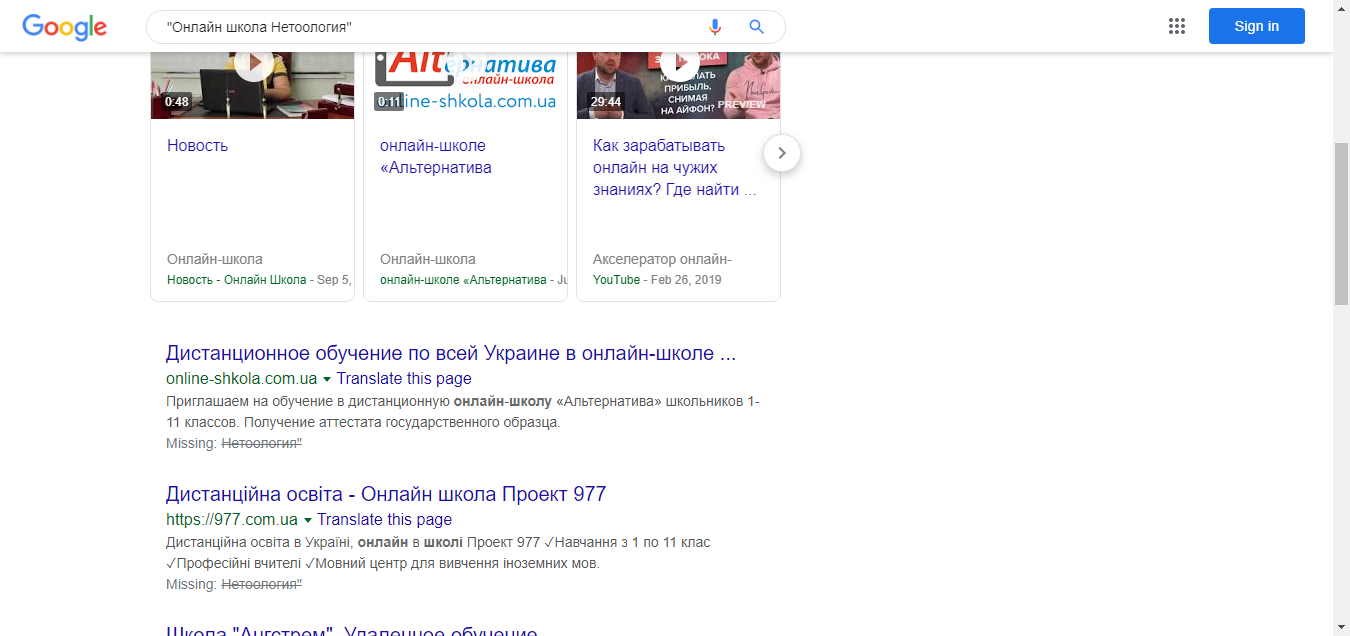 Google
"Онлайн школа Нетоология"
Sign in
0:48
Альтернатива
онлайн-школа
line-shkola.com.ua
0:11
ПРИБЫЛЬ,
СНИМАЯ
НА АЙФОН?
PREVIEW
29:44
Новость
онлайн-школе
«Альтернатива
Как зарабатывать
онлайн на чужих
знаниях? Где найти ...
Онлайн-школа
Новость - Онлайн Школа - Sep 5,
Онлайн-школа
онлайн-школе «Альтернатива - Ju
Акселератор онлайн-
YouTube - Feb 26, 2019
Дистанционное обучение по всей Украине в онлайн-школе ...
online-shkola.com.ua Translate this page
Приглашаем на обучение в дистанционную онлайн-школу «Альтернатива» школьников 1-
11 классов. Получение аттестата государственного образца.
Missing: Нетоология"
Дистанційна освіта - Онлайн школа Проект 977
https://977.com.ua Translate this page
Дистанційна освіта в Україні, онлайн в школі Проект 977 ✓Навчання з 1 по 11 клас
✓Професійні вчителі ✓Мовний центр для вивчення іноземних мов.
Missing: Нетоология"
Школа "Ангстрем". Удаленное обучение